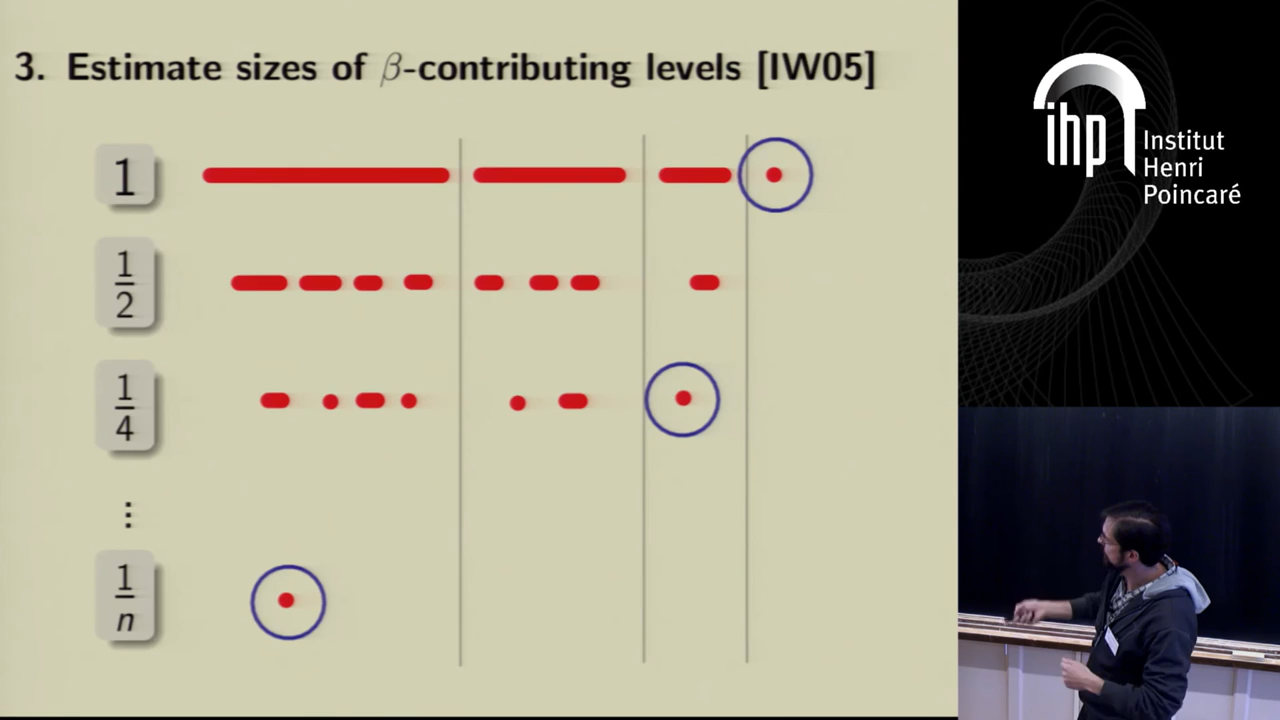 3. Estimate sizes of β-contributing levels [IW05]
1
1
2
1
4
⋮
1
n
ihp
Institut
Henri
Poincaré